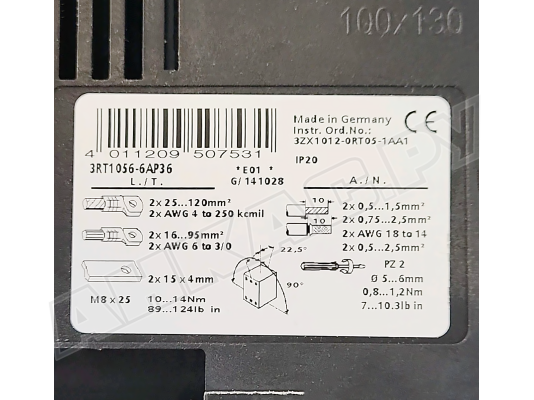 100x130
Made in Germany
Instr. Ord.No.:
3ZX1012-0RT05-1AA1
4 011209 507531
3RT1056-6AP36
*E01*
G/141028
IP20
L./T.
A./N.
2x 25...120mm²
2x AWG 4 to 250 kcmil
10
2x 0,5...1,5mm²
2x 0,75...2,5mm²
10
2x 16...95mm²
2x AWG 6 to 3/0
2x AWG 18 to 14
2x 0,5...2,5mm²
22,5°
2 x 15 x 4mm
90°
PZ 2
Ø 5...6mm
M8 x 25
10...14Nm
89...124lb in
0,8...1,2Nm
7...10.3lb in